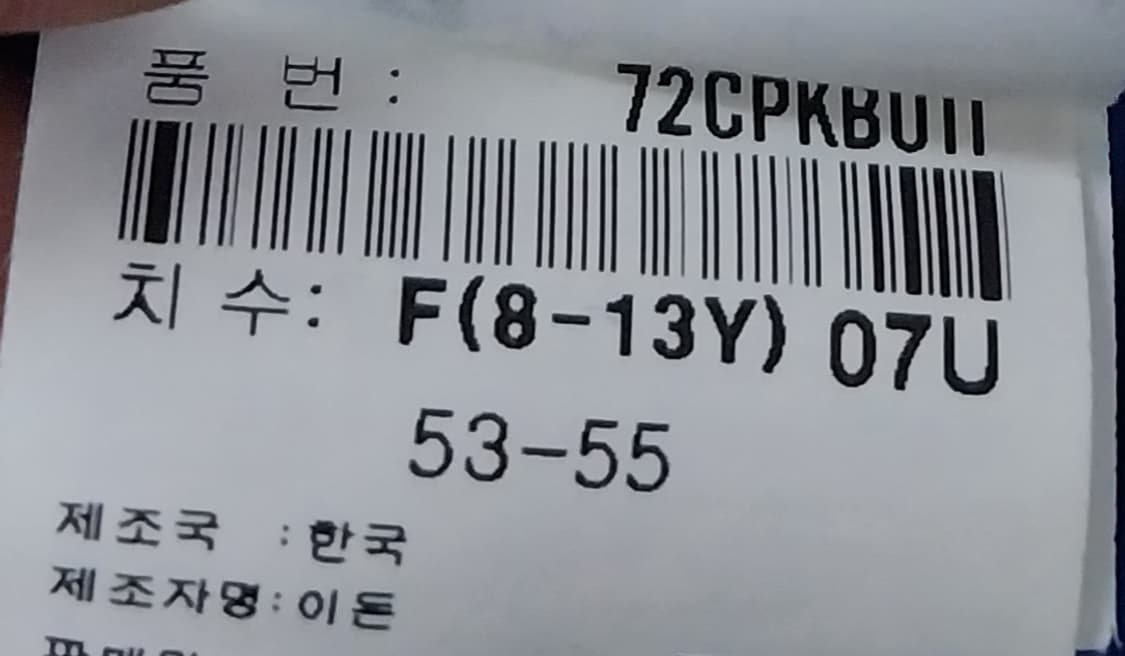 품 번 : 72CPKBU11
치 수: F(8-13Y) 07U
53-55
제조국 :한국
제조자명:이든